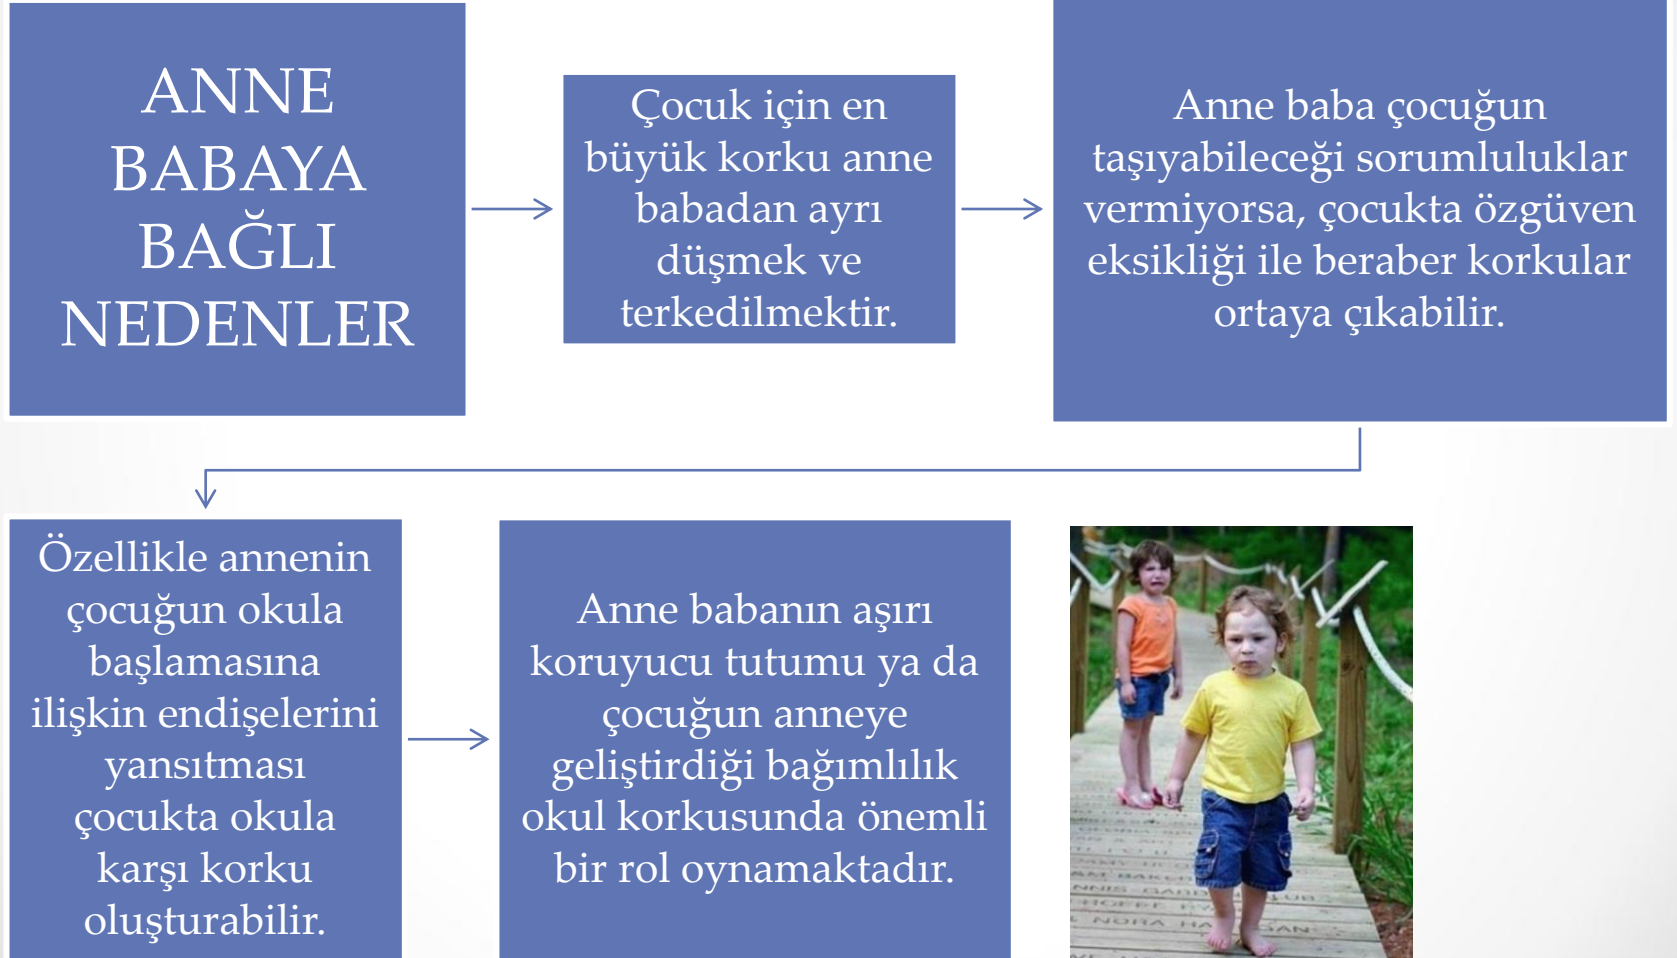 ANNE
BABAYA
BAĞLI
NEDENLER
Çocuk için en
büyük korku anne
babadan ayrı
düşmek ve
terkedilmektir.
Anne baba çocuğun
taşıyabileceği sorumluluklar
vermiyorsa, çocukta özgüven
eksikliği ile beraber korkular
ortaya çıkabilir.
Özellikle annenin
çocuğun okula
başlamasına
ilişkin endişelerini
yansıtması
çocukta okula
karşı korku
oluşturabilir.
Anne babanın aşırı
koruyucu tutumu ya da
çocuğun anneye
geliştirdiği bağımlılık
okul korkusunda önemli
bir rol oynamaktadır.